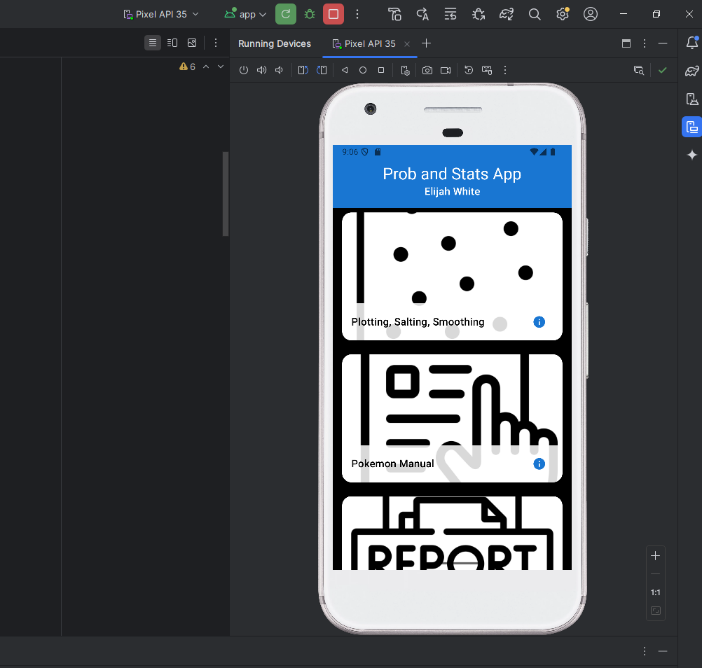 Pixel API 35
app
Running Devices
Pixel API 35
6
9:06
Prob and Stats App
Elijah White
Plotting, Salting, Smoothing
Pokemon Manual
REPORT
1:1